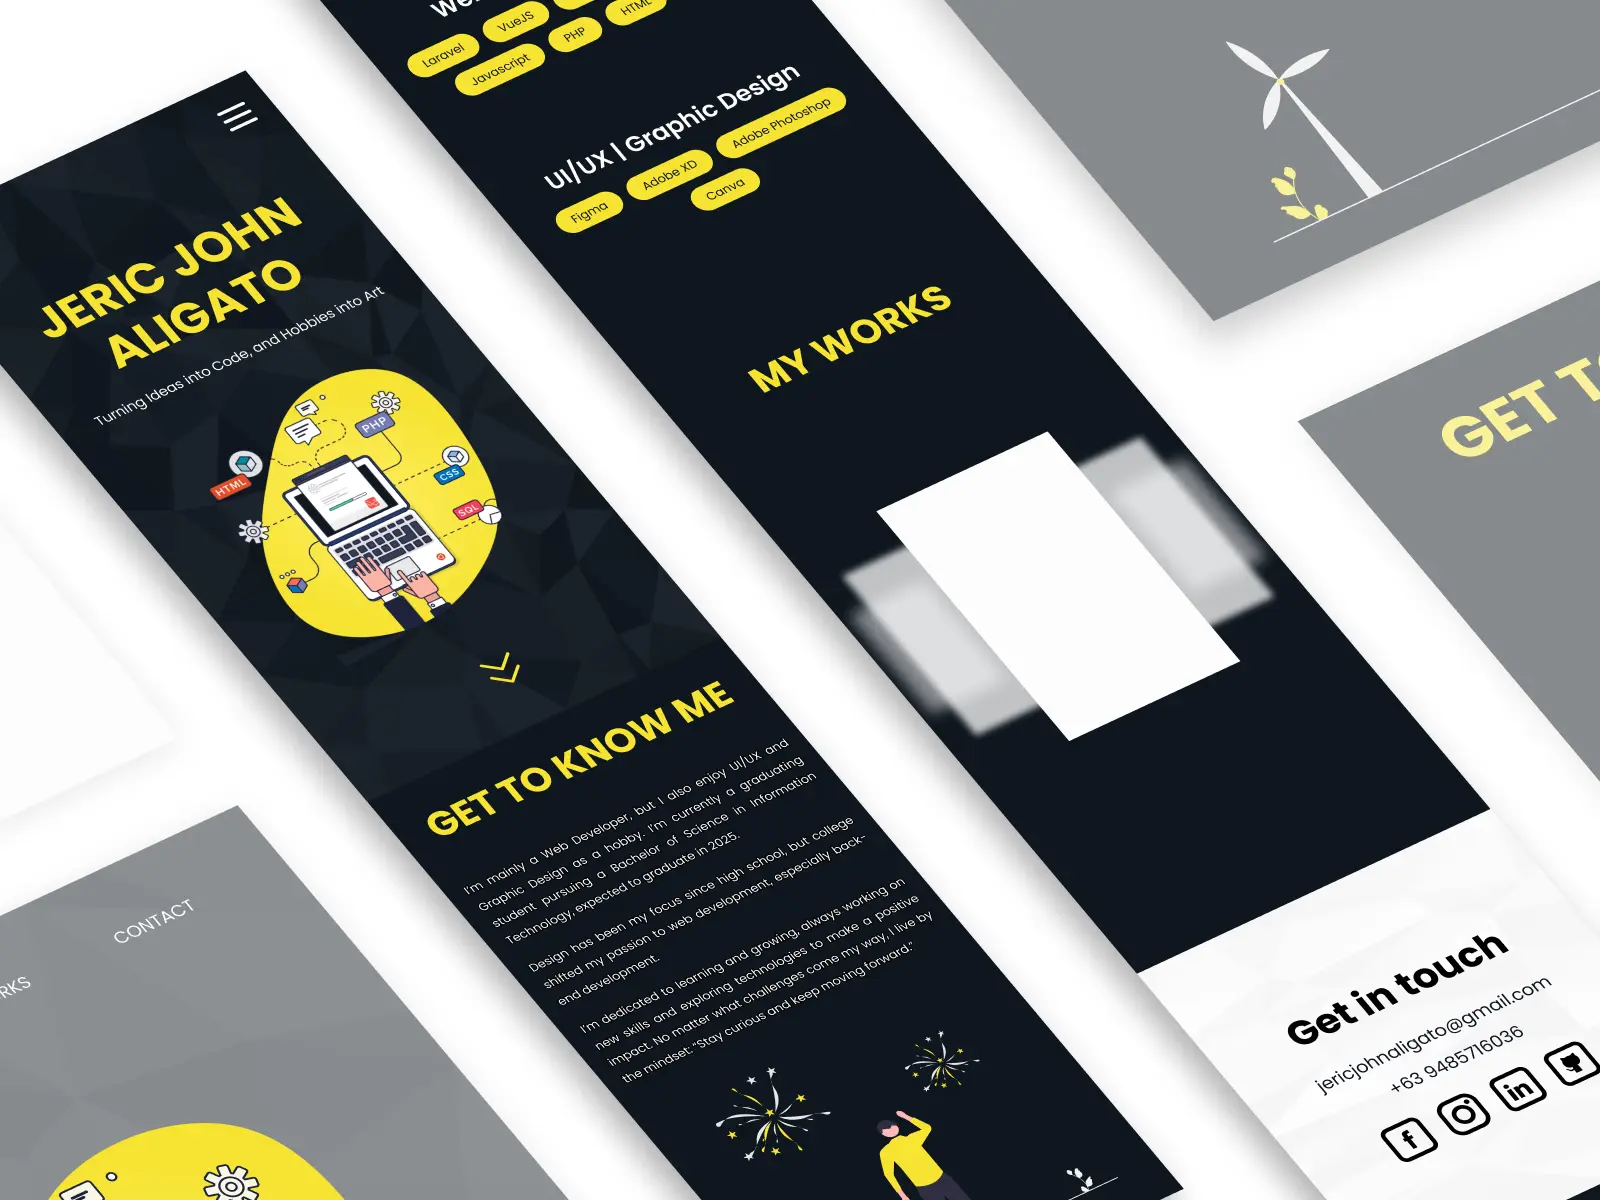 JERIC JOHN
ALIGATO
Turning Ideas into Code, and Hobbies into Art
HTML
PHP
CSS
SQL
GET TO KNOW ME
I'm mainly a Web Developer, but I also enjoy UI/UX and
Graphic Design as a hobby. I'm currently a graduating
student pursuing a Bachelor of Science in Information
Technology, expected to graduate in 2025.
Design has been my focus since high school, but college
shifted my passion to web development, especially back-
end development.
I'm dedicated to learning and growing, always working on
new skills and exploring technologies to make a positive
impact. No matter what challenges come my way, I live by
the mindset: "Stay curious and keep moving forward."
Laravel
VueJS
Javascript
PHP
HTML
UI/UX | Graphic Design
Figma
Adobe XD
Adobe Photoshop
Canva
MY WORKS
Get in touch
jericjohnaligato@gmail.com
+63 9485716036
CONTACT
RKS
GET T